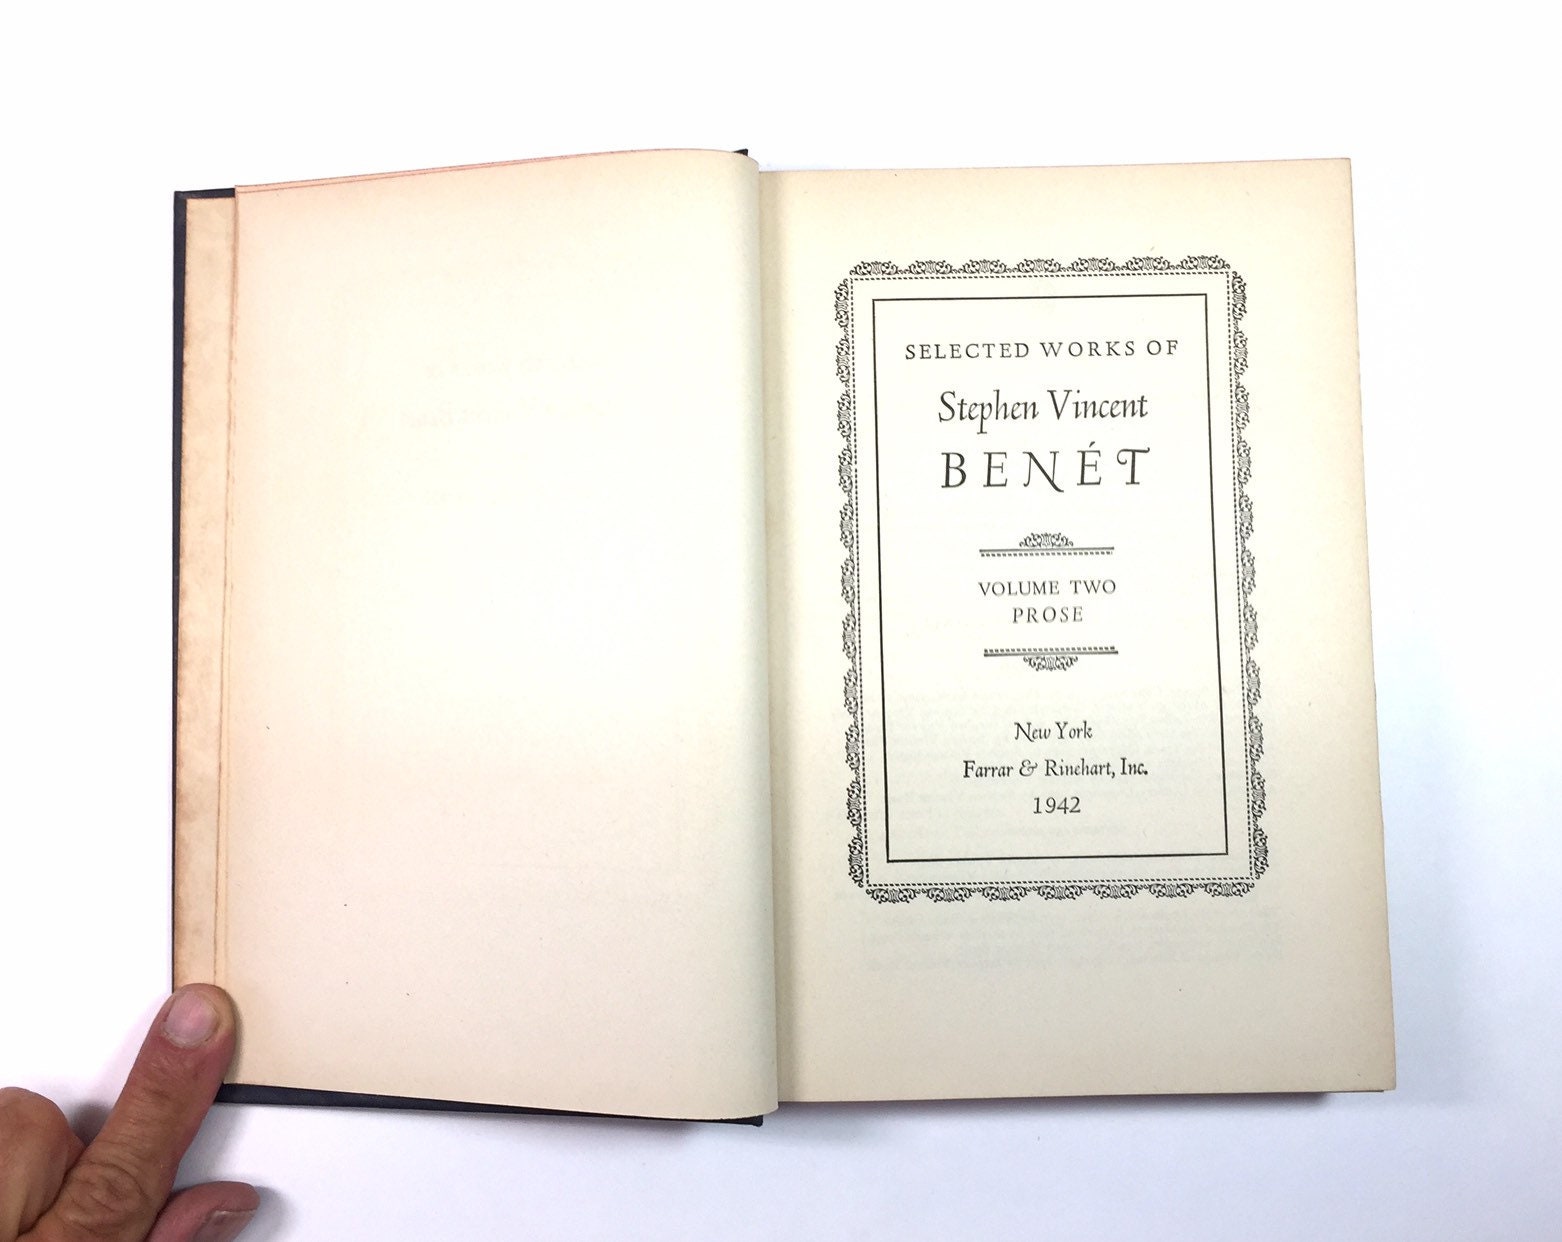 SELECTED WORKS OF
Stephen Vincent
BENÉT
VOLUME TWO
PROSE
New York
Farrar & Rinehart, Inc.
1942